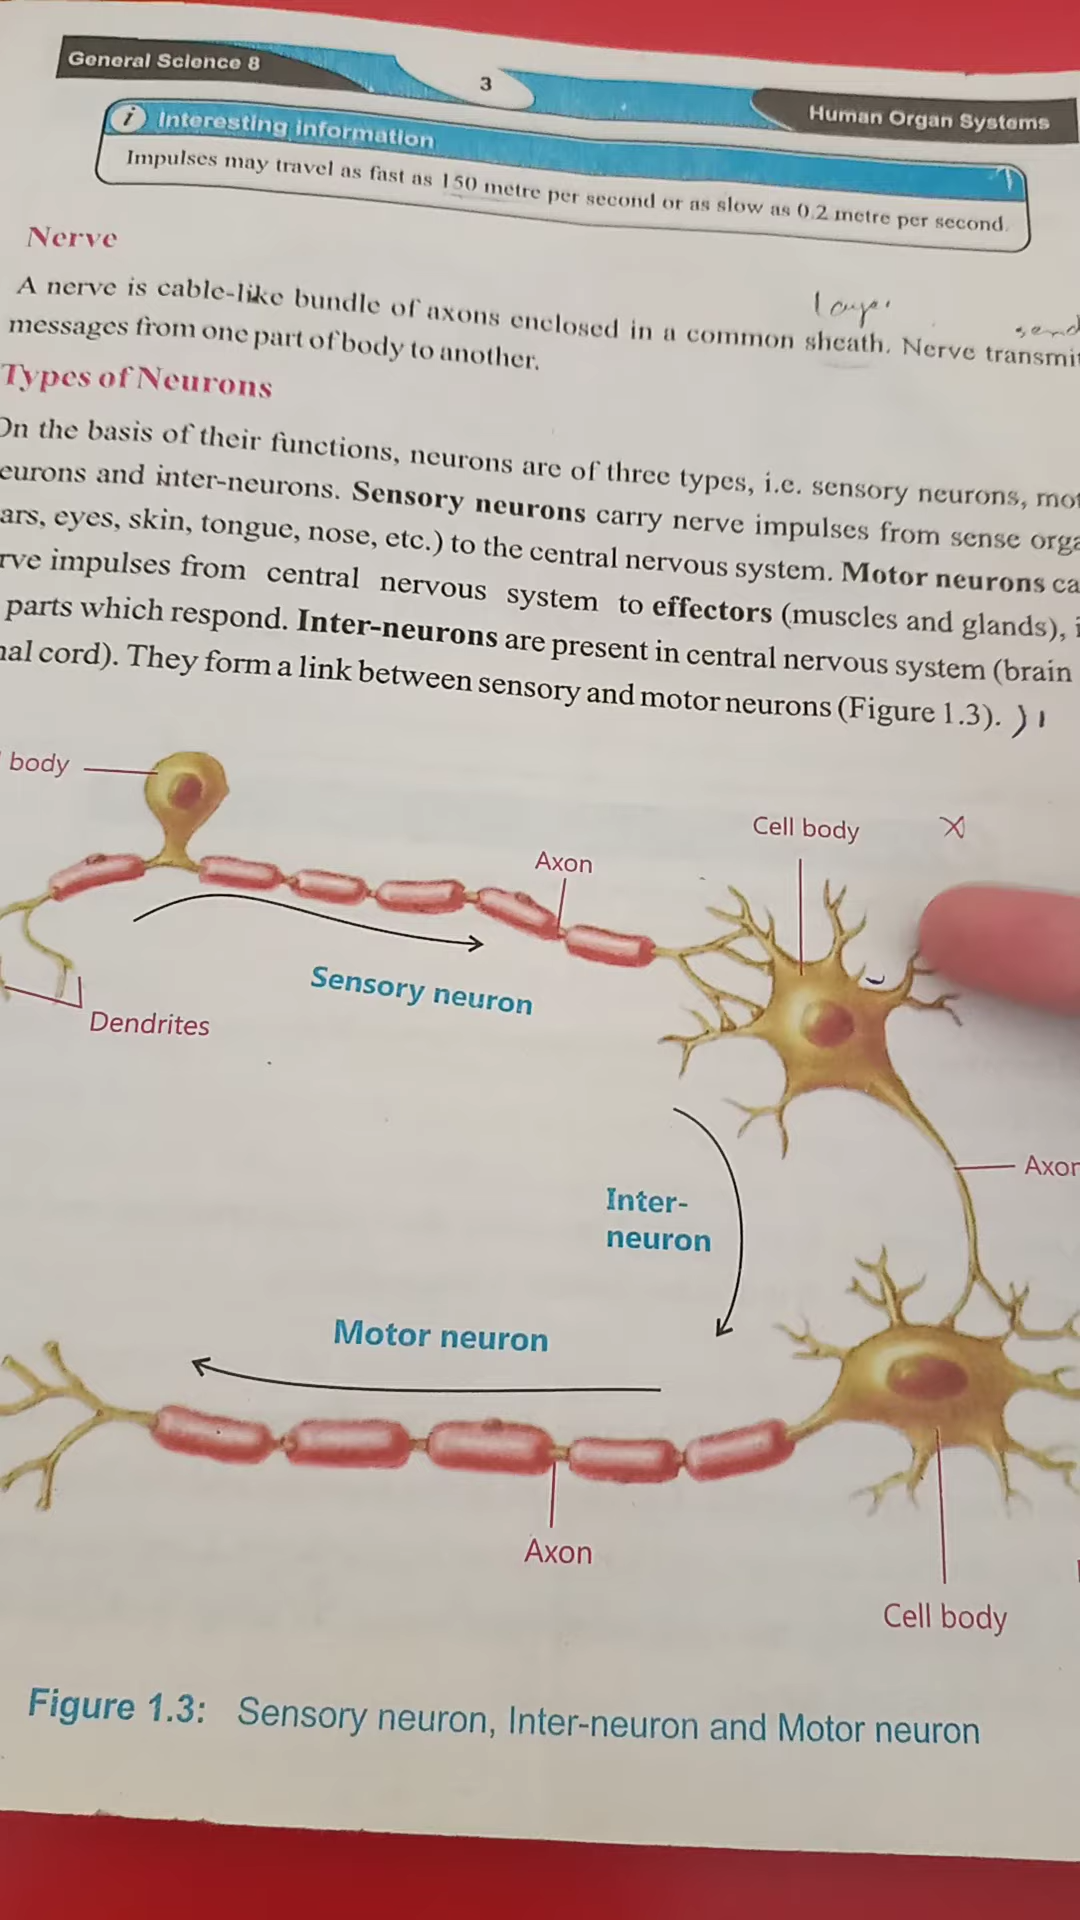 General Science 8
3
Human Organ Systems
i Interesting information
Impulses may travel as fast as 150 metre per second or as slow as 0.2 metre per second.
Nerve
layer
send
A nerve is cable-like bundle of axons enclosed in a common sheath. Nerve transmit
messages from one part of body to another.
Types of Neurons
On the basis of their functions, neurons are of three types, i.e. sensory neurons, mot
eurons and inter-neurons. Sensory neurons carry nerve impulses from sense orga
ars, eyes, skin, tongue, nose, etc.) to the central nervous system. Motor neurons ca
rve impulses from central nervous system to effectors (muscles and glands), i
parts which respond. Inter-neurons are present in central nervous system (brain
nal cord). They form a link between sensory and motor neurons (Figure 1.3).
body
Cell body
Axon
Sensory neuron
Dendrites
Axon
Inter-
neuron
Motor neuron
Axon
Cell body
Figure 1.3: Sensory neuron, Inter-neuron and Motor neuron